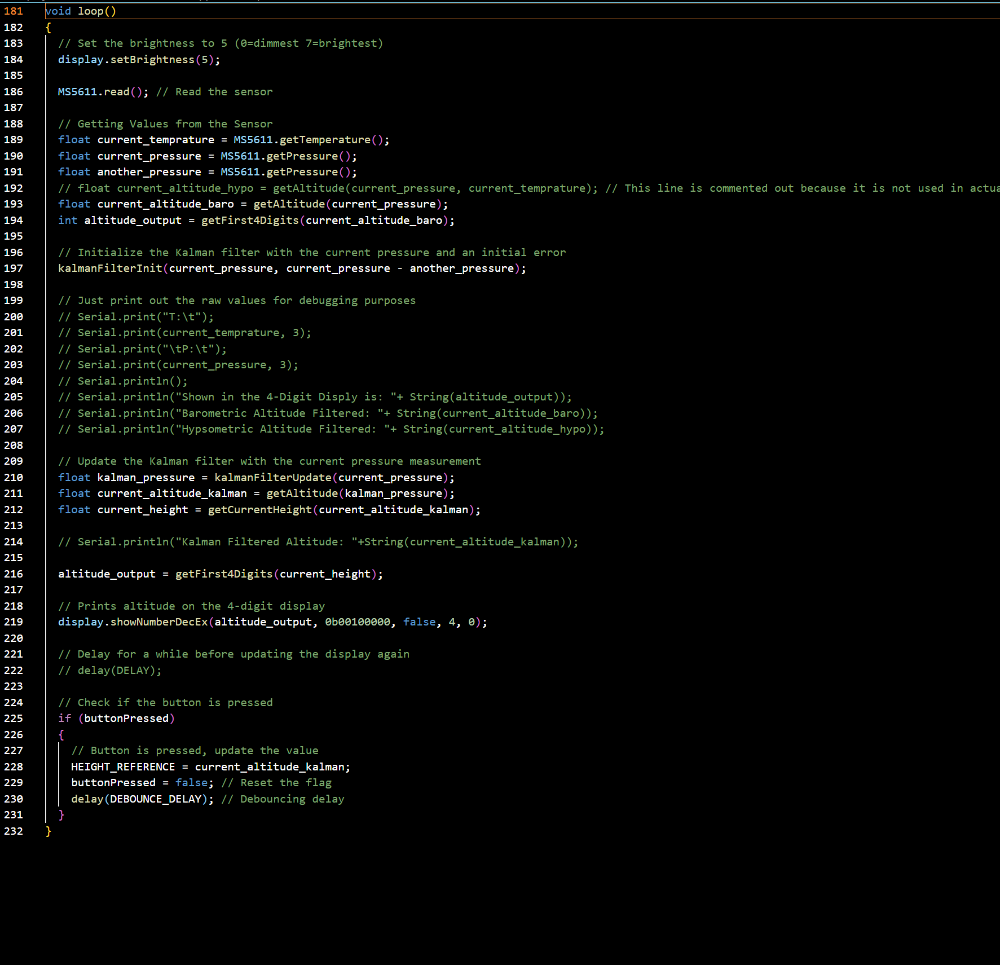 181 void loop()
182 {
183 // Set the brightness to 5 (0=dimmest 7=brightest)
184 display.setBrightness(5);
185
186 MS5611.read(); // Read the sensor
187
188 // Getting Values from the Sensor
189 float current_temprature = MS5611.getTemperature();
190 float current_pressure = MS5611.getPressure();
191 float another_pressure = MS5611.getPressure();
192 // float current_altitude_hypo = getAltitude(current_pressure, current_temprature); // This line is commented out because it is not used in actua
193 float current_altitude_baro = getAltitude(current_pressure);
194 int altitude_output = getFirst4Digits(current_altitude_baro);
195
196 // Initialize the Kalman filter with the current pressure and an initial error
197 kalmanFilterInit(current_pressure, current_pressure - another_pressure);
198
199 // Just print out the raw values for debugging purposes
200 // Serial.print("T:\t");
201 // Serial.print(current_temprature, 3);
202 // Serial.print("\tP:\t");
203 // Serial.print(current_pressure, 3);
204 // Serial.println();
205 // Serial.println("Shown in the 4-Digit Disply is: "+ String(altitude_output));
206 // Serial.println("Barometric Altitude Filtered: "+ String(current_altitude_baro));
207 // Serial.println("Hypsometric Altitude Filtered: "+ String(current_altitude_hypo));
208
209 // Update the Kalman filter with the current pressure measurement
210 float kalman_pressure = kalmanFilterUpdate(current_pressure);
211 float current_altitude_kalman = getAltitude(kalman_pressure);
212 float current_height = getCurrentHeight(current_altitude_kalman);
213
214 // Serial.println("Kalman Filtered Altitude: "+String(current_altitude_kalman));
215
216 altitude_output = getFirst4Digits(current_height);
217
218 // Prints altitude on the 4-digit display
219 display.showNumberDecEx(altitude_output, 0b00100000, false, 4, 0);
220
221 // Delay for a while before updating the display again
222 // delay(DELAY);
223
224 // Check if the button is pressed
225 if (buttonPressed)
226 {
227 // Button is pressed, update the value
228 HEIGHT_REFERENCE = current_altitude_kalman;
229 buttonPressed = false; // Reset the flag
230 delay(DEBOUNCE_DELAY); // Debouncing delay
231 }
232 }